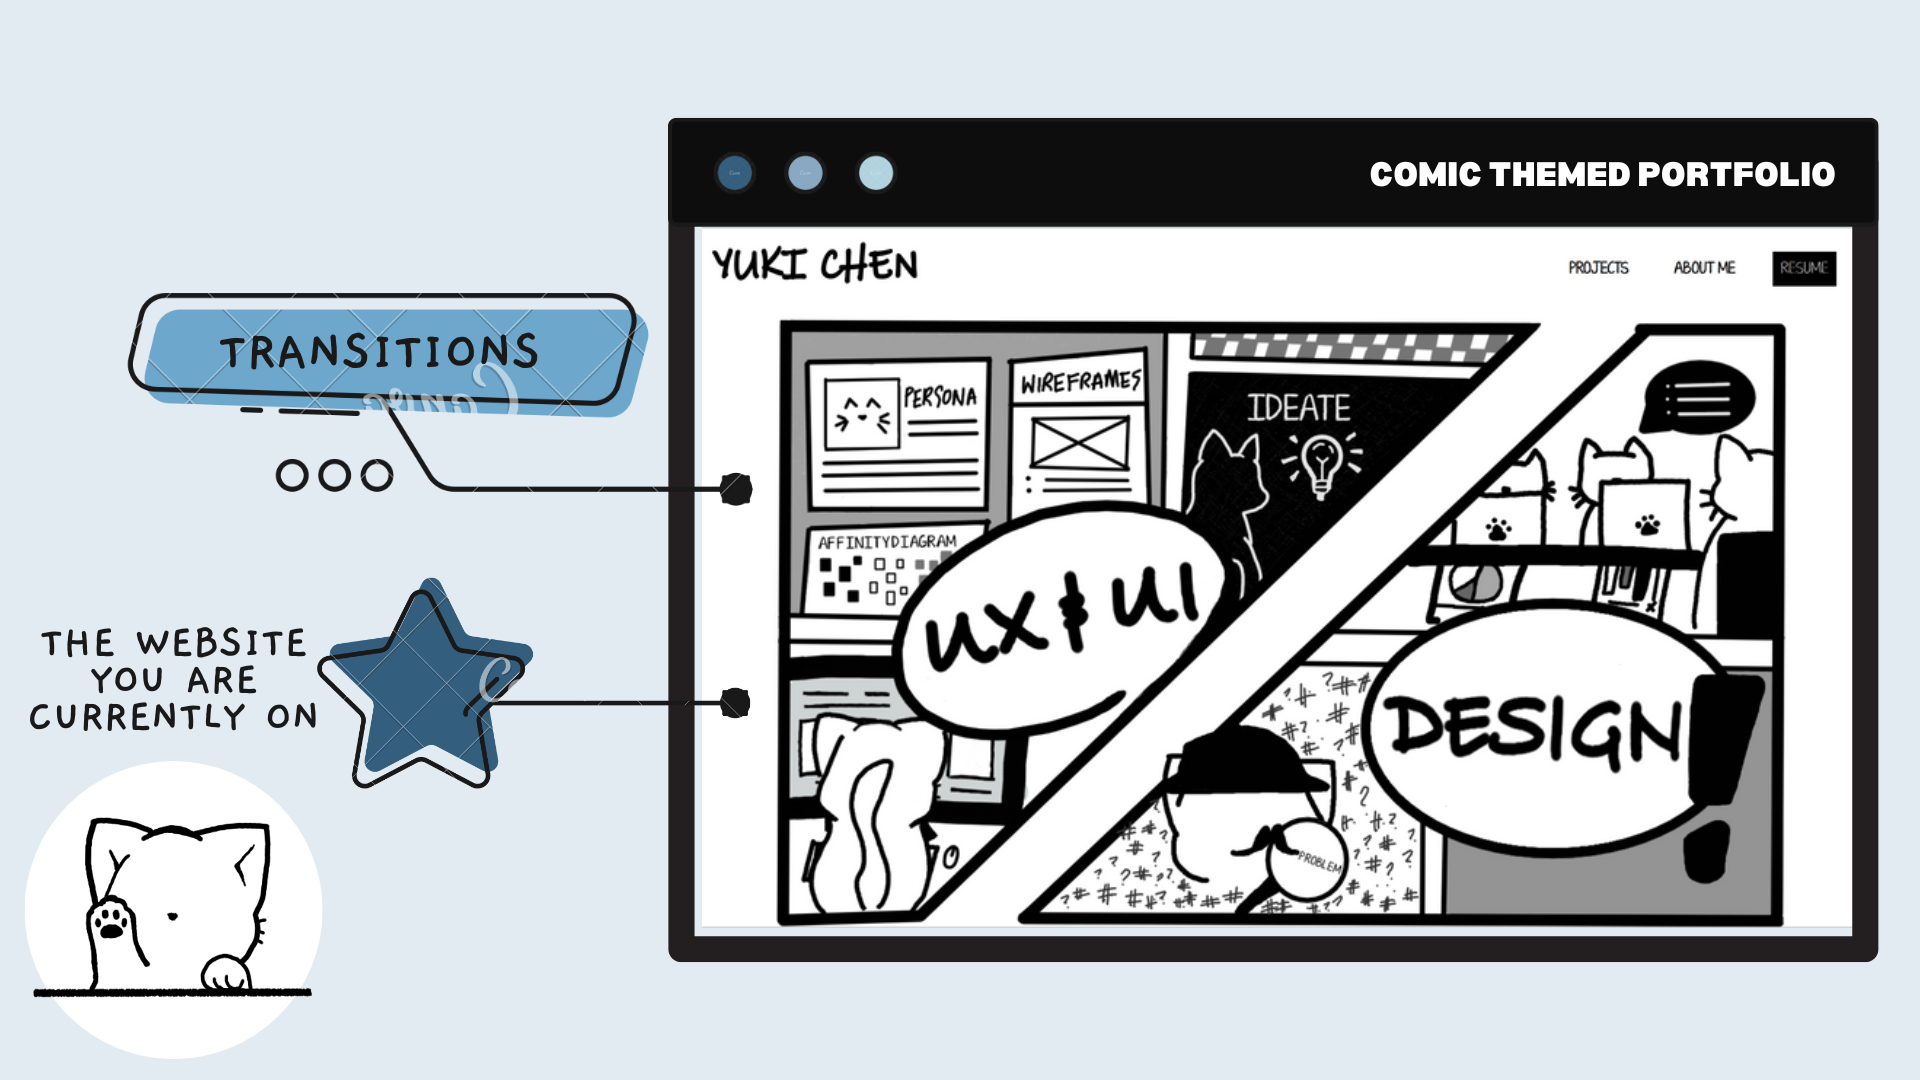 COMIC THEMED PORTFOLIO
YUKI CHEN
PROJECTS
ABOUT ME
RESUME
TRANSITIONS
Canva
PERSONA
WIREFRAMES
IDEATE
AFFINITYDIAGRAM
UX & UI
DESIGN!
PROBLEM
THE WEBSITE
YOU ARE
CURRENTLY ON